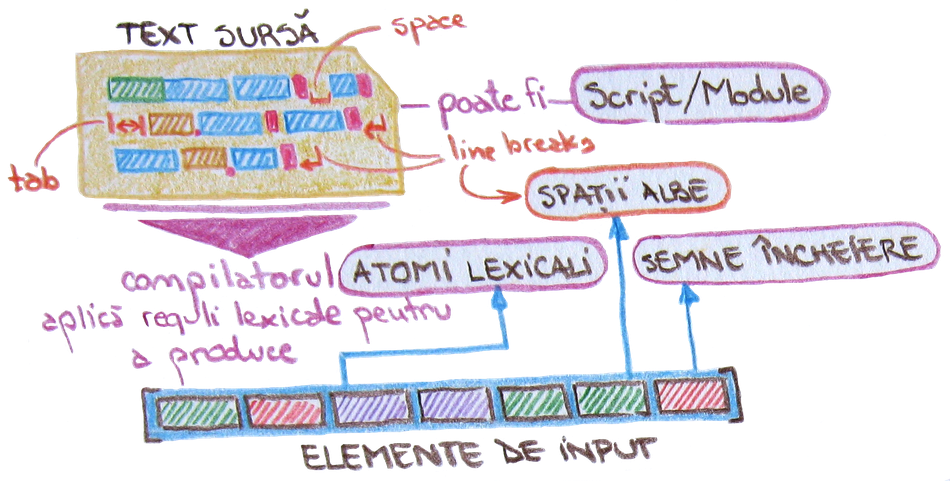 TEXT SURSĂ
space
poate fi
Script/Module
tab
line breaks
SPAȚII ALBE
compilatorul
aplică reguli lexicale pentru
a produce
ATOMI LEXICALI
SEMNE ÎNCHEIERE
ELEMENTE DE INPUT